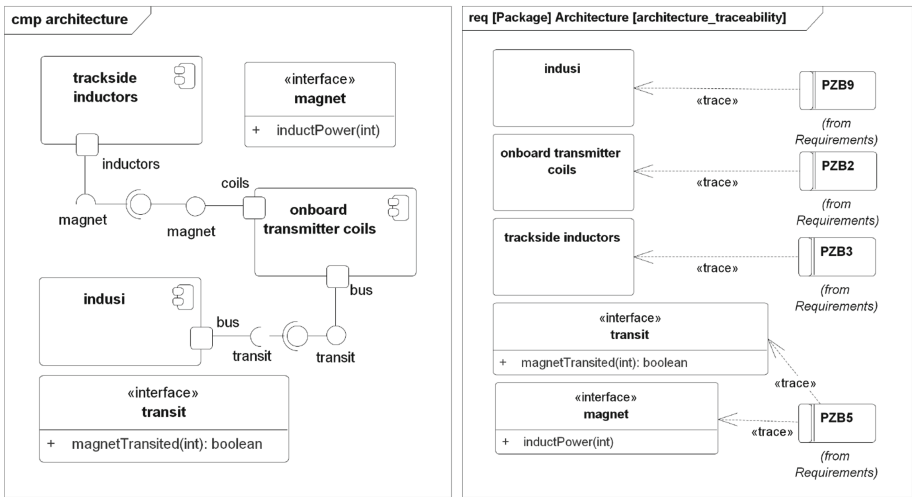 cmp architecture
trackside
inductors
inductors
«interface»
magnet
+ inductPower(int)
magnet
magnet
coils
onboard
transmitter coils
bus
indusi
bus
transit
transit
«interface»
transit
+ magnetTransited(int): boolean
req [Package] Architecture [architecture_traceability]
indusi
«trace»
PZB9
(from
Requirements)
onboard transmitter
coils
«trace»
PZB2
(from
Requirements)
trackside inductors
«trace»
PZB3
(from
Requirements)
«interface»
transit
+ magnetTransited(int): boolean
«trace»
«interface»
magnet
+ inductPower(int)
«trace»
PZB5
(from
Requirements)